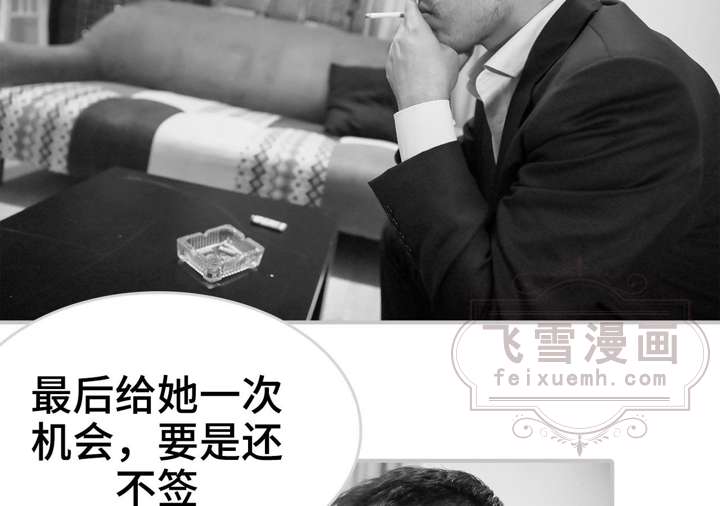 飞雪漫画
feixuemh.com
最后给她一次
机会，要是还
不签